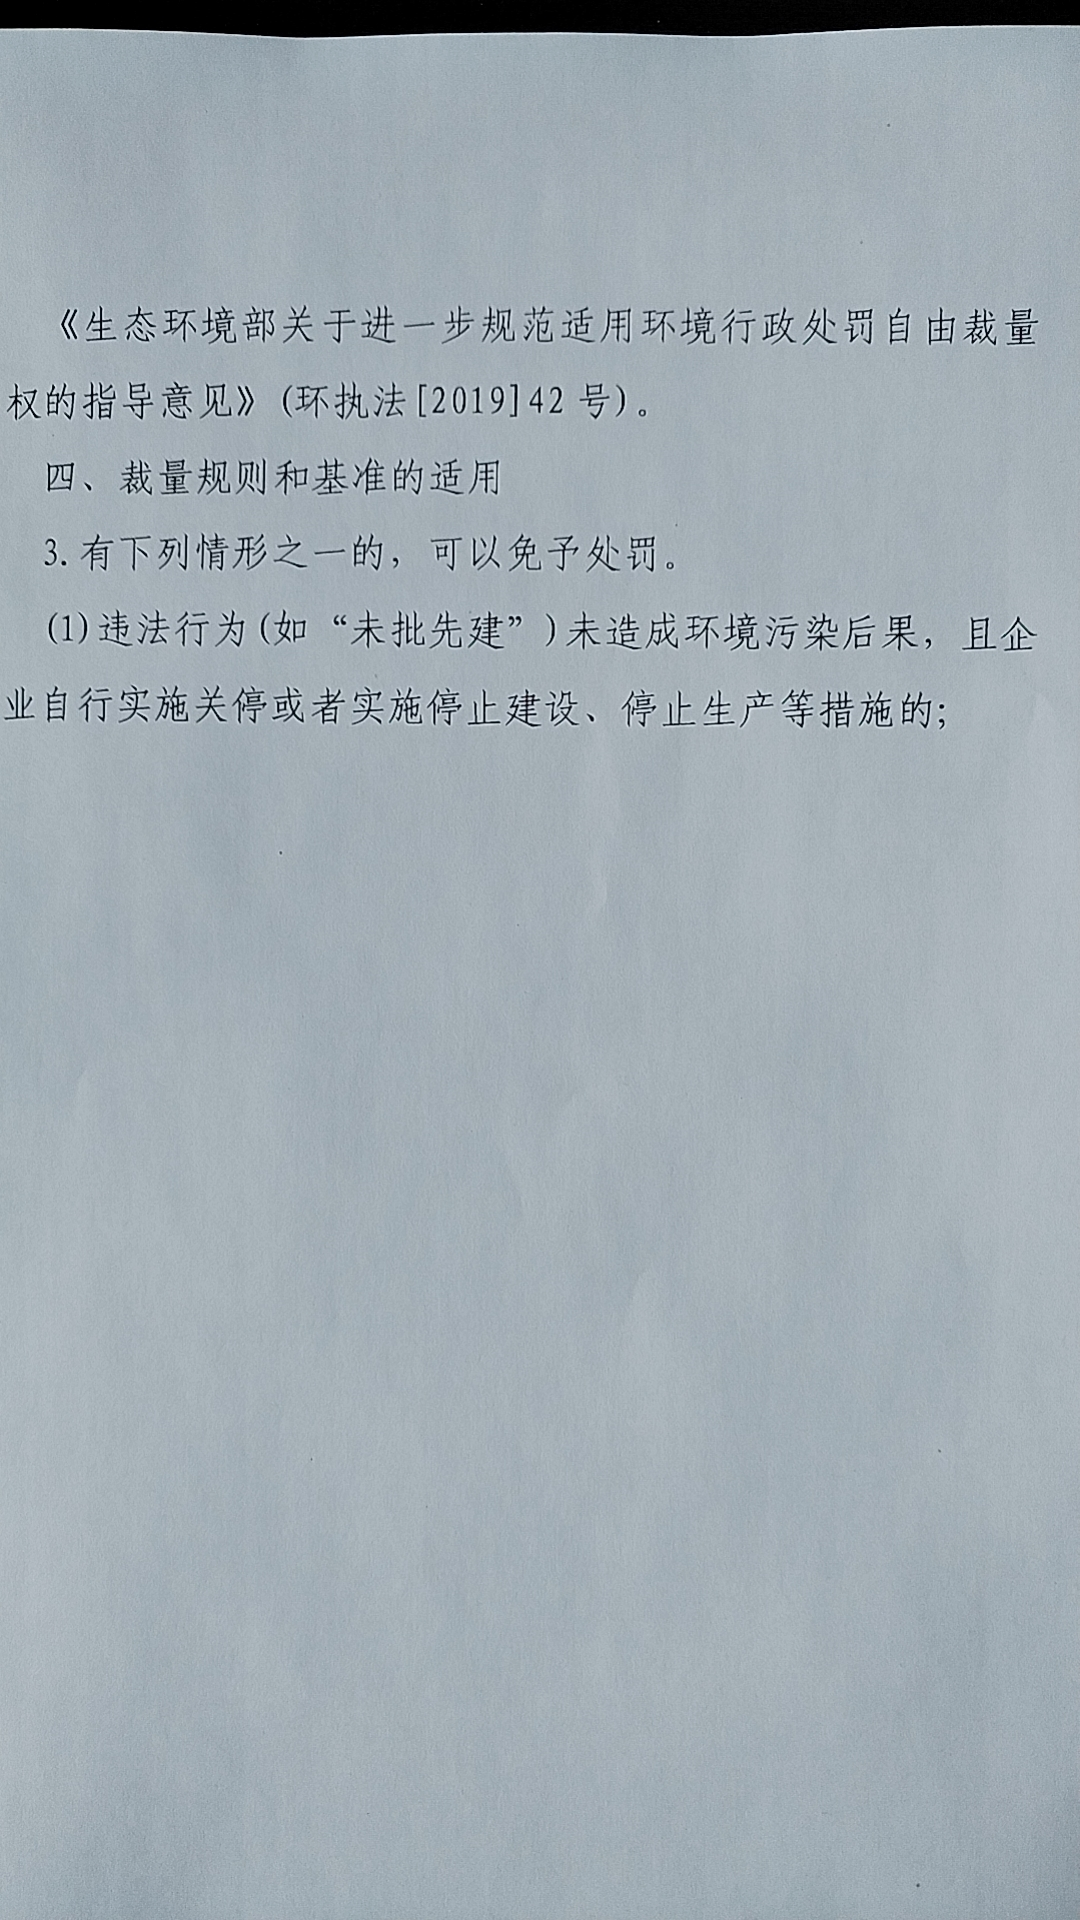 《生态环境部关于进一步规范适用环境行政处罚自由裁量
权的指导意见》(环执法[2019]42 号)。
四、裁量规则和基准的适用
3.有下列情形之一的，可以免予处罚。
(1)违法行为(如“未批先建”)未造成环境污染后果，且企
业自行实施关停或者实施停止建设、停止生产等措施的;